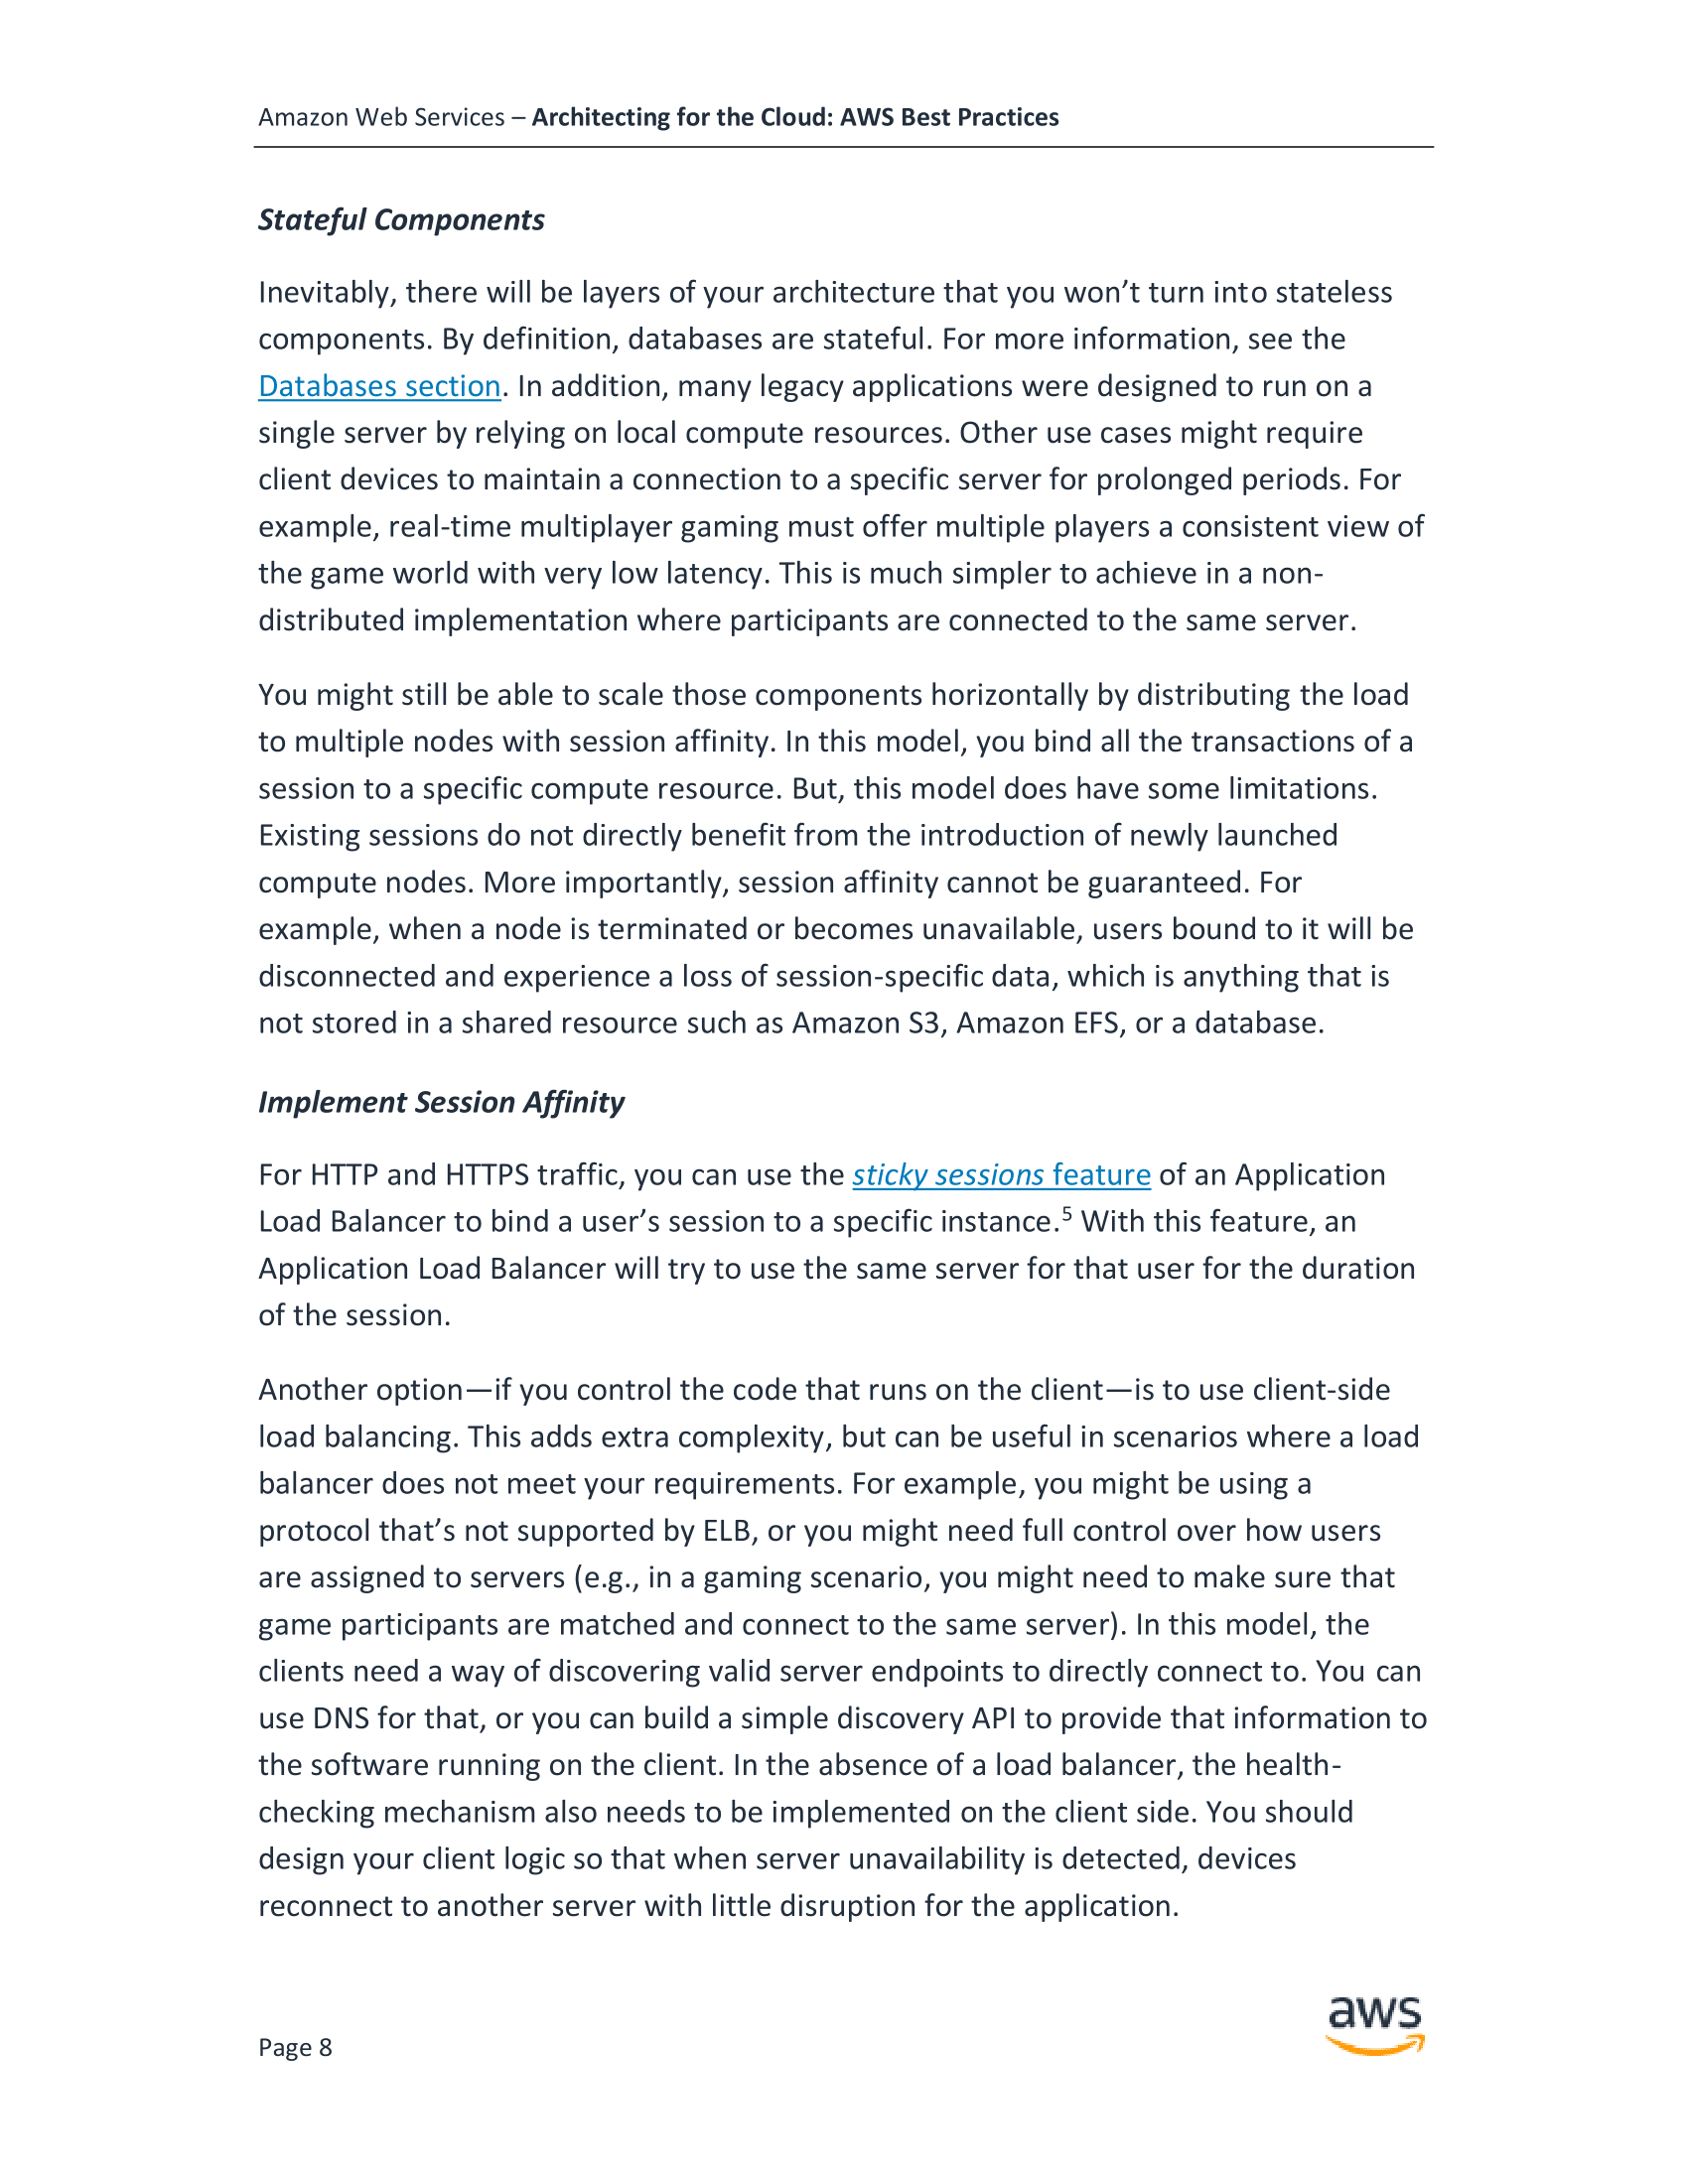 Amazon Web Services – Architecting for the Cloud: AWS Best Practices
Stateful Components
Inevitably, there will be layers of your architecture that you won’t turn into stateless
components. By definition, databases are stateful. For more information, see the
Databases section. In addition, many legacy applications were designed to run on a
single server by relying on local compute resources. Other use cases might require
client devices to maintain a connection to a specific server for prolonged periods. For
example, real-time multiplayer gaming must offer multiple players a consistent view of
the game world with very low latency. This is much simpler to achieve in a non-
distributed implementation where participants are connected to the same server.
You might still be able to scale those components horizontally by distributing the load
to multiple nodes with session affinity. In this model, you bind all the transactions of a
session to a specific compute resource. But, this model does have some limitations.
Existing sessions do not directly benefit from the introduction of newly launched
compute nodes. More importantly, session affinity cannot be guaranteed. For
example, when a node is terminated or becomes unavailable, users bound to it will be
disconnected and experience a loss of session-specific data, which is anything that is
not stored in a shared resource such as Amazon S3, Amazon EFS, or a database.
Implement Session Affinity
For HTTP and HTTPS traffic, you can use the sticky sessions feature of an Application
Load Balancer to bind a user’s session to a specific instance.5 With this feature, an
Application Load Balancer will try to use the same server for that user for the duration
of the session.
Another option—if you control the code that runs on the client—is to use client-side
load balancing. This adds extra complexity, but can be useful in scenarios where a load
balancer does not meet your requirements. For example, you might be using a
protocol that’s not supported by ELB, or you might need full control over how users
are assigned to servers (e.g., in a gaming scenario, you might need to make sure that
game participants are matched and connect to the same server). In this model, the
clients need a way of discovering valid server endpoints to directly connect to. You can
use DNS for that, or you can build a simple discovery API to provide that information to
the software running on the client. In the absence of a load balancer, the health-
checking mechanism also needs to be implemented on the client side. You should
design your client logic so that when server unavailability is detected, devices
reconnect to another server with little disruption for the application.
aws
Page 8